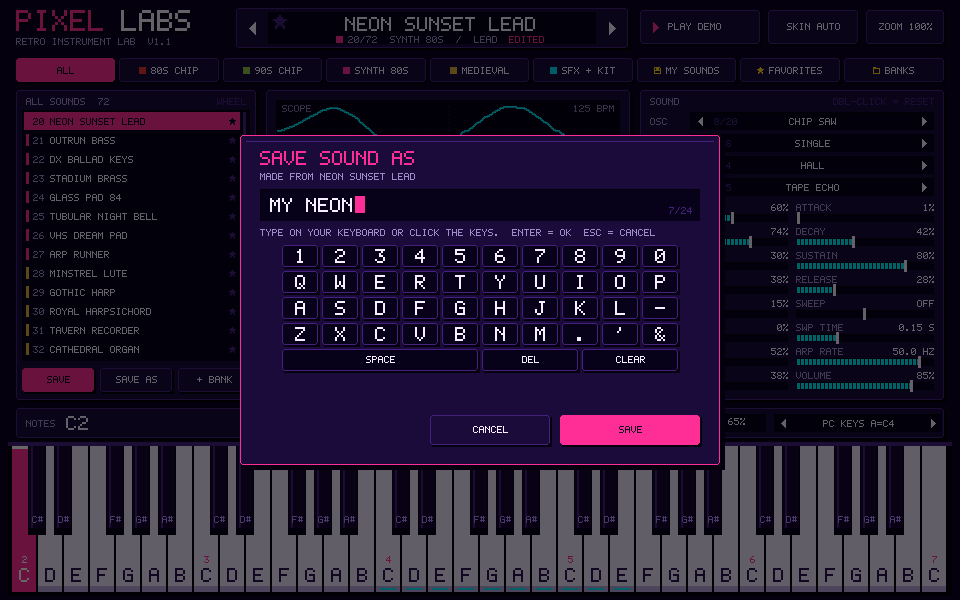 PIXEL LABS
RETRO INSTRUMENT LAB V1.1
NEON SUNSET LEAD
20/72 SYNTH 80S / LEAD EDITED
PLAY DEMO
SKIN AUTO
ZOOM 100%
ALL
80S CHIP
90S CHIP
SYNTH 80S
MEDIEVAL
SFX + KIT
MY SOUNDS
FAVORITES
BANKS
ALL SOUNDS 72
WHEEL
20 NEON SUNSET LEAD
21 OUTRUN BASS
22 DX BALLAD KEYS
23 STADIUM BRASS
24 GLASS PAD 84
25 TUBULAR NIGHT BELL
26 VHS DREAM PAD
27 ARP RUNNER
28 MINSTREL LUTE
29 GOTHIC HARP
30 ROYAL HARPSICHORD
31 TAVERN RECORDER
32 CATHEDRAL ORGAN
SAVE
SAVE AS
+ BANK
SCOPE
125 BPM
SOUND
DBL-CLICK = RESET
OSC
9/20
CHIP SAW
SINGLE
HALL
TAPE ECHO
60% ATTACK 1%
74% DECAY 42%
30% SUSTAIN 80%
38% RELEASE 28%
15% SWEEP OFF
0% SWP TIME 0.15 S
52% ARP RATE 50.0 HZ
38% VOLUME 85%
SAVE SOUND AS
MADE FROM NEON SUNSET LEAD
MY NEON
7/24
TYPE ON YOUR KEYBOARD OR CLICK THE KEYS. ENTER = OK ESC = CANCEL
1 2 3 4 5 6 7 8 9 0
Q W E R T Y U I O P
A S D F G H J K L -
Z X C V B N M . ' &
SPACE DEL CLEAR
CANCEL
SAVE
NOTES C2
65%
PC KEYS A=C4
C# D# F# G# A# C# D# F# G# A# C# D# F# G# A# C# D# F# G# A# C# D# F# G# A#
2 3 4 5 6 7
C D E F G A B C D E F G A B C D E F G A B C D E F G A B C D E F G A B C